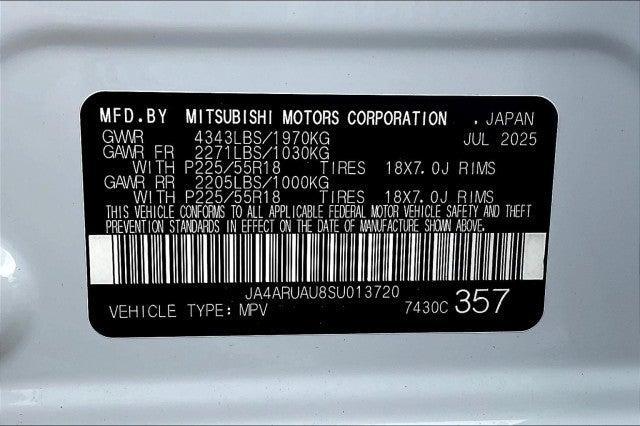 MFD.BY MITSUBISHI MOTORS CORPORATION . JAPAN
GVWR 4343LBS/1970KG JUL 2025
GAWR FR 2271LBS/1030KG
WITH P225/55R18 TIRES 18X7.0J RIMS
GAWR RR 2205LBS/1000KG
WITH P225/55R18 TIRES 18X7.0J RIMS
THIS VEHICLE CONFORMS TO ALL APPLICABLE FEDERAL MOTOR VEHICLE SAFETY AND THEFT
PREVENTION STANDARDS IN EFFECT ON THE DATE OF MANUFACTURE SHOWN ABOVE.
JA4ARUAU8SU013720
VEHICLE TYPE: MPV 7430C 357